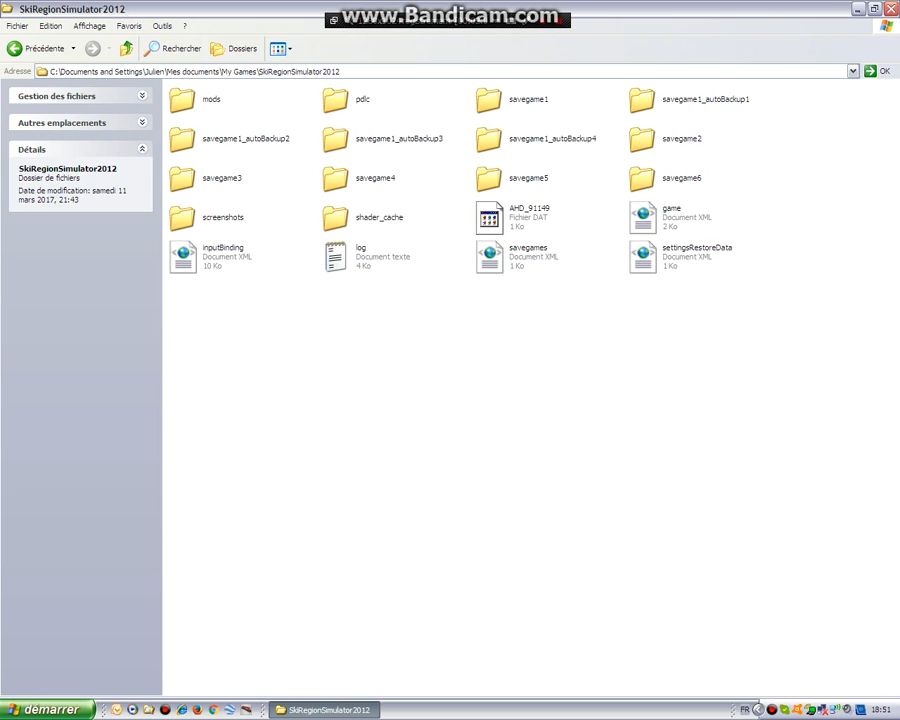 SkiRegionSimulator2012
www.Bandicam.com
Fichier Edition Affichage Favoris Outils ?
Précédente Rechercher Dossiers
Adresse C:\Documents and Settings\Julien\Mes documents\My Games\SkiRegionSimulator2012 OK
Gestion des fichiers
Autres emplacements
Détails
SkiRegionSimulator2012
Dossier de fichiers
Date de modification: samedi 11
mars 2017, 21:43
mods pdlc savegame1 savegame1_autoBackup1
savegame1_autoBackup2 savegame1_autoBackup3 savegame1_autoBackup4 savegame2
savegame3 savegame4 savegame5 savegame6
screenshots shader_cache
AHD_91149
Fichier DAT
1 Ko
game
Document XML
2 Ko
inputBinding
Document XML
10 Ko
log
Document texte
4 Ko
savegames
Document XML
1 Ko
settingsRestoreData
Document XML
1 Ko
démarrer SkiRegionSimulator2012 FR 18:51